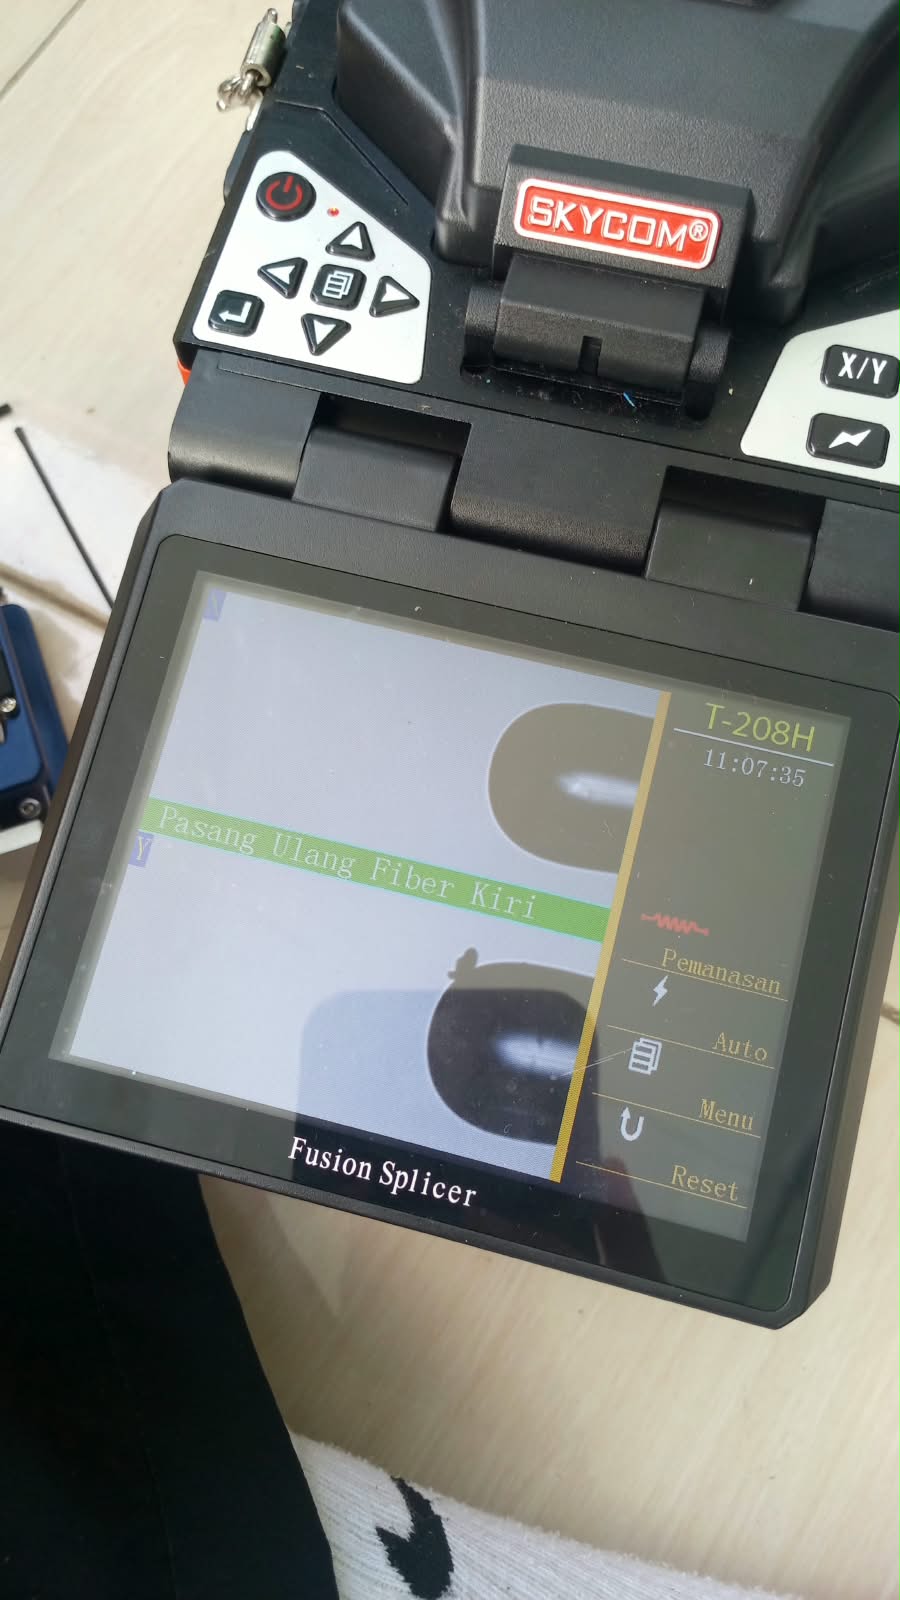 SKYCOM®
X/Y
T-208H
11:07:35
Pasang Ulang Fiber Kiri
Y
Pemanasan
Auto
Menu
Reset
Fusion Splicer